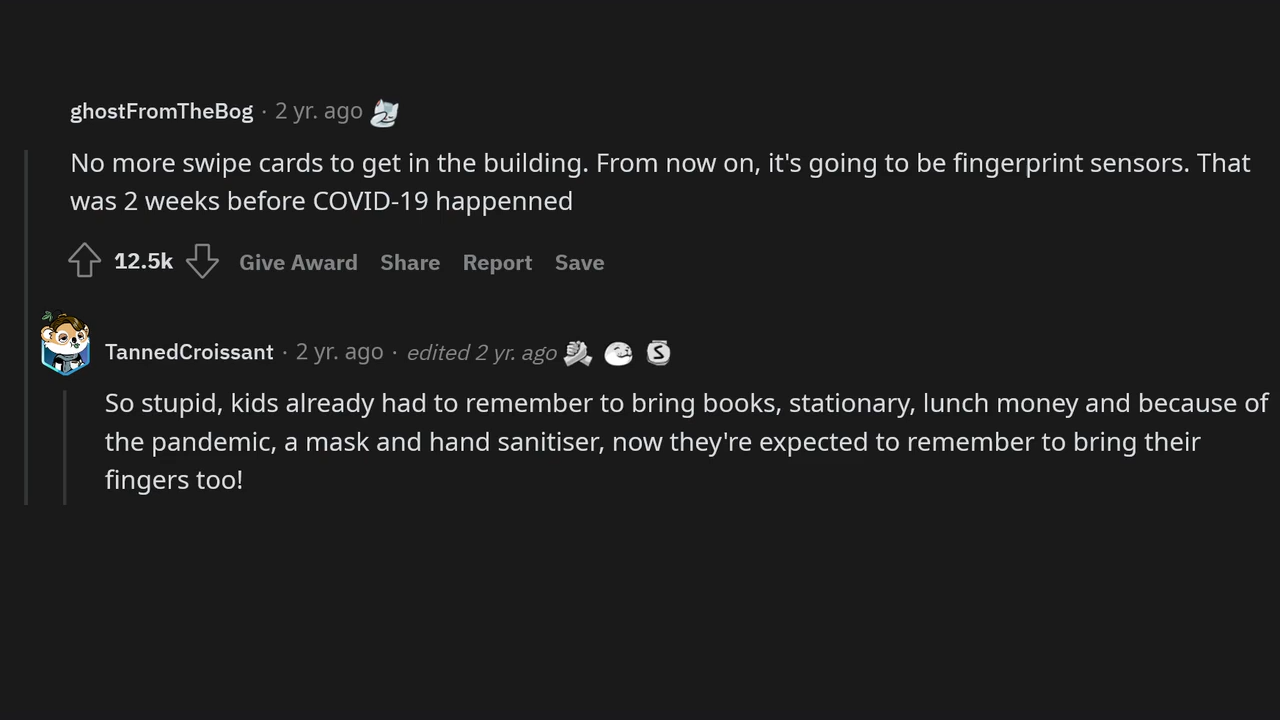 ghostFromTheBog · 2 yr. ago
No more swipe cards to get in the building. From now on, it's going to be fingerprint sensors. That
was 2 weeks before COVID-19 happenned
12.5k Give Award Share Report Save
TannedCroissant · 2 yr. ago · edited 2 yr. ago
So stupid, kids already had to remember to bring books, stationary, lunch money and because of
the pandemic, a mask and hand sanitiser, now they're expected to remember to bring their
fingers too!